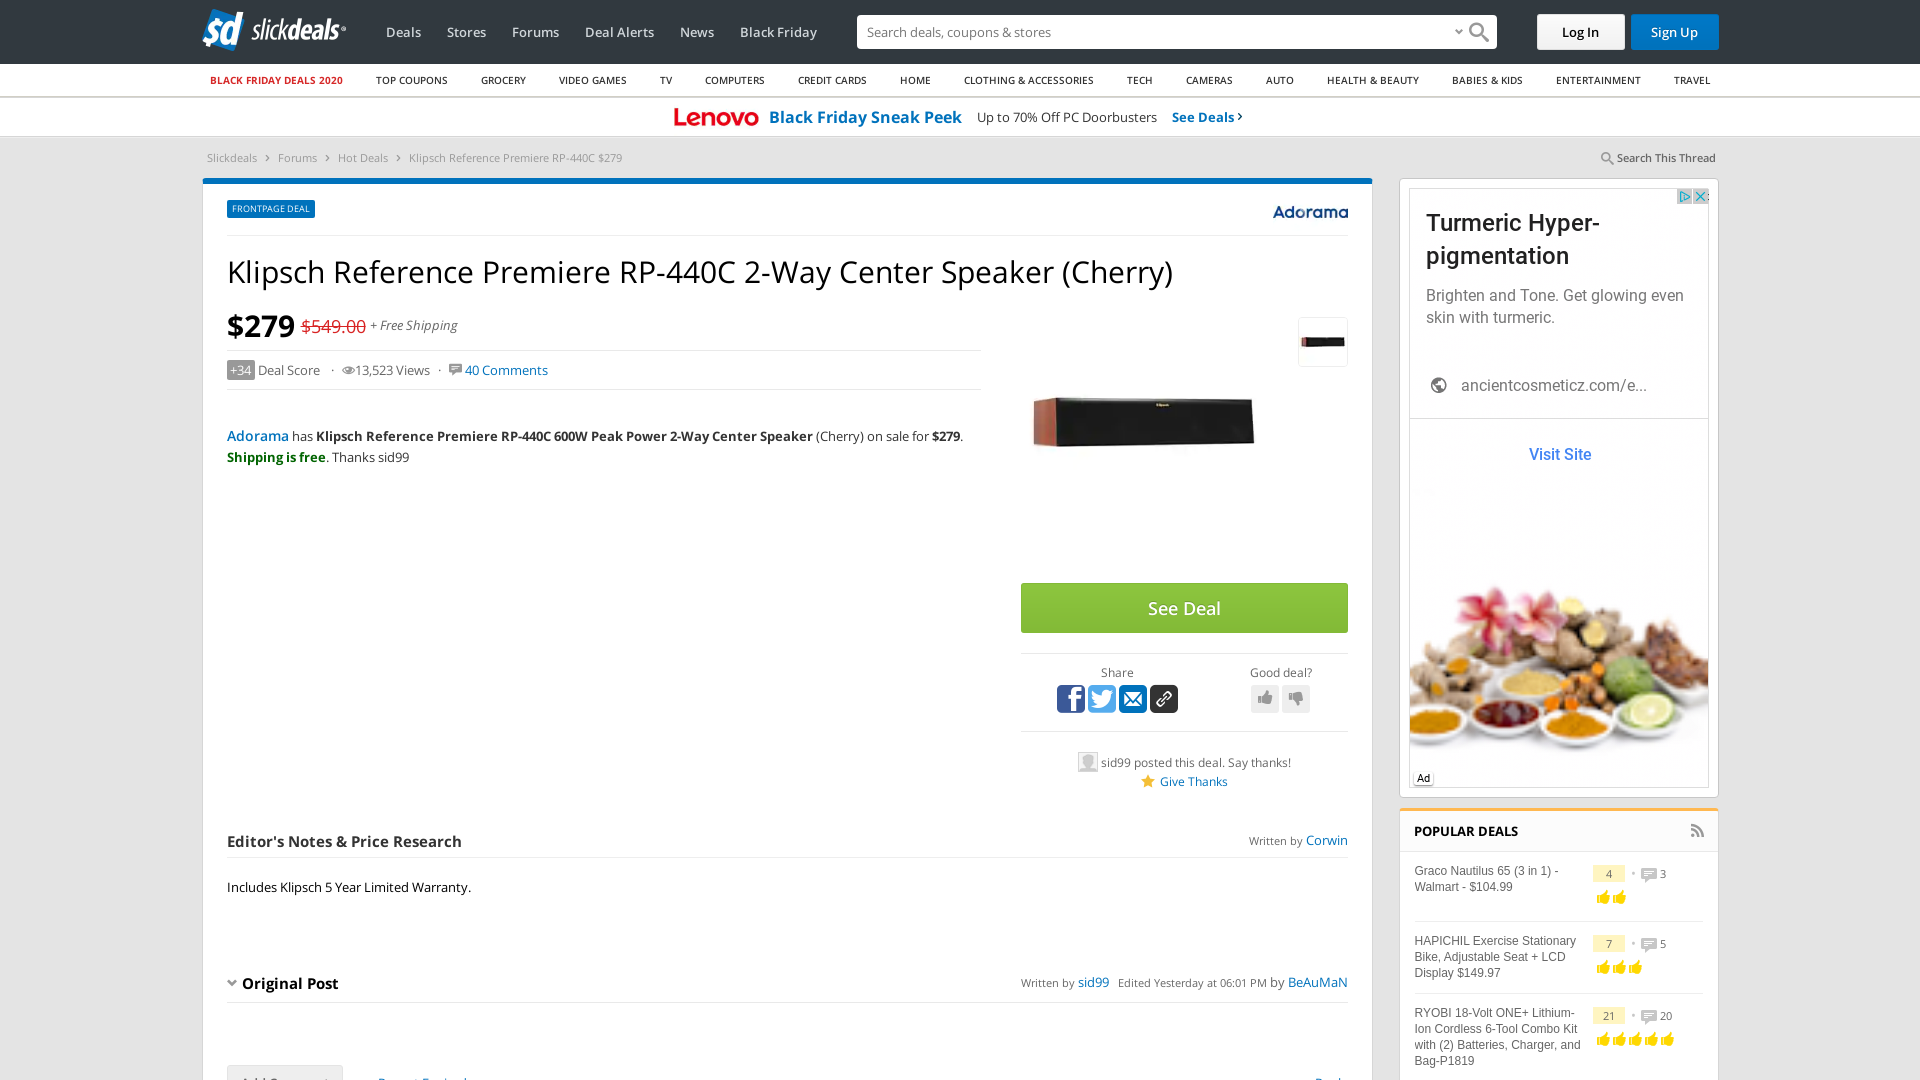 slickdeals
Deals
Stores
Forums
Deal Alerts
News
Black Friday
Search deals, coupons & stores
Log In
Sign Up
BLACK FRIDAY DEALS 2020
TOP COUPONS
GROCERY
VIDEO GAMES
TV
COMPUTERS
CREDIT CARDS
HOME
CLOTHING & ACCESSORIES
TECH
CAMERAS
AUTO
HEALTH & BEAUTY
BABIES & KIDS
ENTERTAINMENT
TRAVEL
Lenovo Black Friday Sneak Peek Up to 70% Off PC Doorbusters See Deals ›
Slickdeals › Forums › Hot Deals › Klipsch Reference Premiere RP-440C $279
Search This Thread
FRONTPAGE DEAL
Adorama
Klipsch Reference Premiere RP-440C 2-Way Center Speaker (Cherry)
$279 $549.00 + Free Shipping
+34 Deal Score · 13,523 Views · 40 Comments
Adorama has Klipsch Reference Premiere RP-440C 600W Peak Power 2-Way Center Speaker (Cherry) on sale for $279.
Shipping is free. Thanks sid99
See Deal
Share
Good deal?
sid99 posted this deal. Say thanks!
Give Thanks
Editor's Notes & Price Research
Written by Corwin
Includes Klipsch 5 Year Limited Warranty.
Original Post
Written by sid99 Edited Yesterday at 06:01 PM by BeAuMaN
Turmeric Hyper-
pigmentation
Brighten and Tone. Get glowing even
skin with turmeric.
ancientcosmeticz.com/e...
Visit Site
Ad
POPULAR DEALS
Graco Nautilus 65 (3 in 1) -
Walmart - $104.99
4 • 3
HAPICHIL Exercise Stationary
Bike, Adjustable Seat + LCD
Display $149.97
7 • 5
RYOBI 18-Volt ONE+ Lithium-
Ion Cordless 6-Tool Combo Kit
with (2) Batteries, Charger, and
Bag-P1819
21 • 20